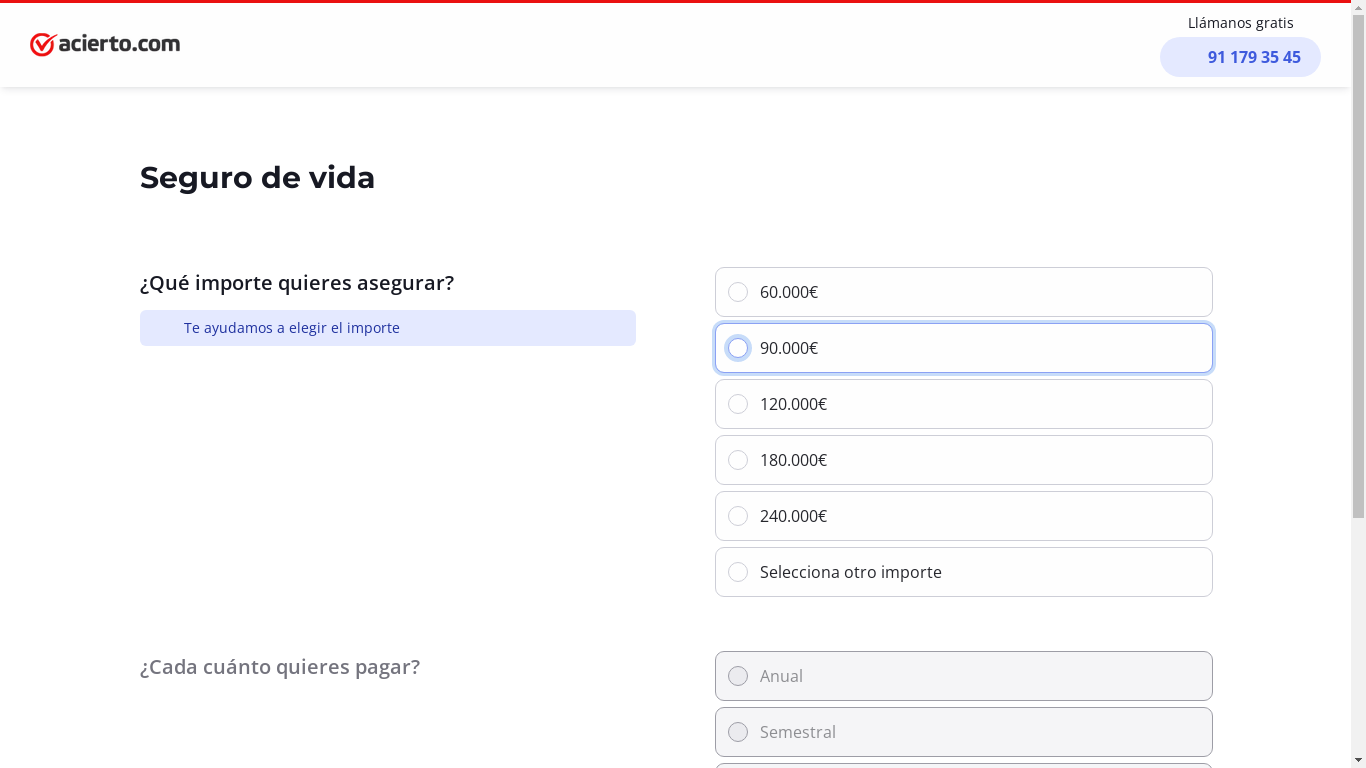 acierto.com
Llámanos gratis
91 179 35 45
Seguro de vida
¿Qué importe quieres asegurar?
Te ayudamos a elegir el importe
60.000€
90.000€
120.000€
180.000€
240.000€
Selecciona otro importe
¿Cada cuánto quieres pagar?
Anual
Semestral